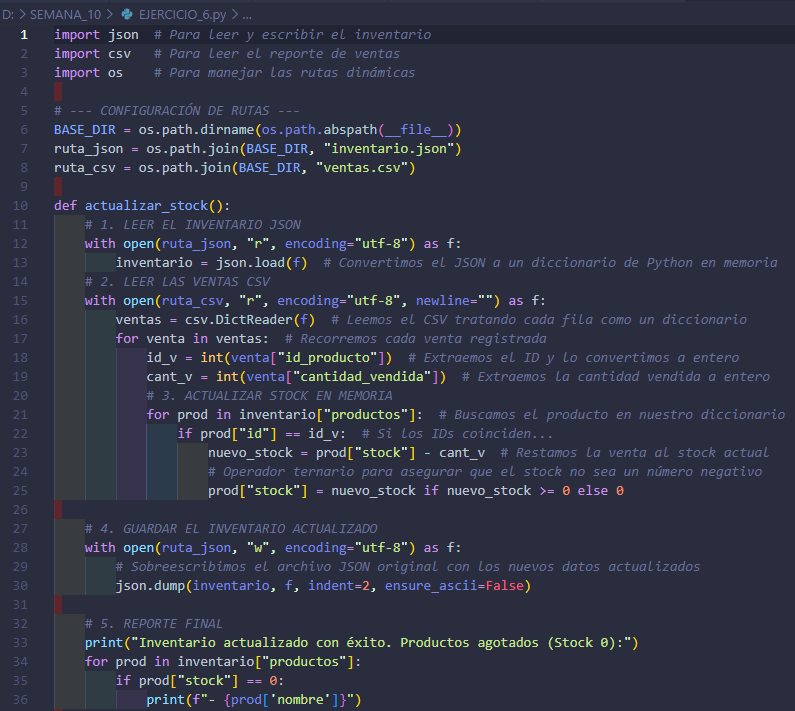 D: > SEMANA_10 > EJERCICIO_6.py > ...
1 import json  # Para leer y escribir el inventario
2 import csv   # Para leer el reporte de ventas
3 import os    # Para manejar las rutas dinámicas
4
5 # --- CONFIGURACIÓN DE RUTAS ---
6 BASE_DIR = os.path.dirname(os.path.abspath(__file__))
7 ruta_json = os.path.join(BASE_DIR, "inventario.json")
8 ruta_csv = os.path.join(BASE_DIR, "ventas.csv")
9
10 def actualizar_stock():
11     # 1. LEER EL INVENTARIO JSON
12     with open(ruta_json, "r", encoding="utf-8") as f:
13         inventario = json.load(f)  # Convertimos el JSON a un diccionario de Python en memoria
14     # 2. LEER LAS VENTAS CSV
15     with open(ruta_csv, "r", encoding="utf-8", newline="") as f:
16         ventas = csv.DictReader(f)  # Leemos el CSV tratando cada fila como un diccionario
17         for venta in ventas:  # Recorremos cada venta registrada
18             id_v = int(venta["id_producto"])  # Extraemos el ID y lo convertimos a entero
19             cant_v = int(venta["cantidad_vendida"])  # Extraemos la cantidad vendida a entero
20             # 3. ACTUALIZAR STOCK EN MEMORIA
21             for prod in inventario["productos"]:  # Buscamos el producto en nuestro diccionario
22                 if prod["id"] == id_v:  # Si los IDs coinciden...
23                     nuevo_stock = prod["stock"] - cant_v  # Restamos la venta al stock actual
24                     # Operador ternario para asegurar que el stock no sea un número negativo
25                     prod["stock"] = nuevo_stock if nuevo_stock >= 0 else 0
26
27     # 4. GUARDAR EL INVENTARIO ACTUALIZADO
28     with open(ruta_json, "w", encoding="utf-8") as f:
29         # Sobreescribimos el archivo JSON original con los nuevos datos actualizados
30         json.dump(inventario, f, indent=2, ensure_ascii=False)
31
32     # 5. REPORTE FINAL
33     print("Inventario actualizado con éxito. Productos agotados (Stock 0):")
34     for prod in inventario["productos"]:
35         if prod["stock"] == 0:
36             print(f"- {prod['nombre']}")